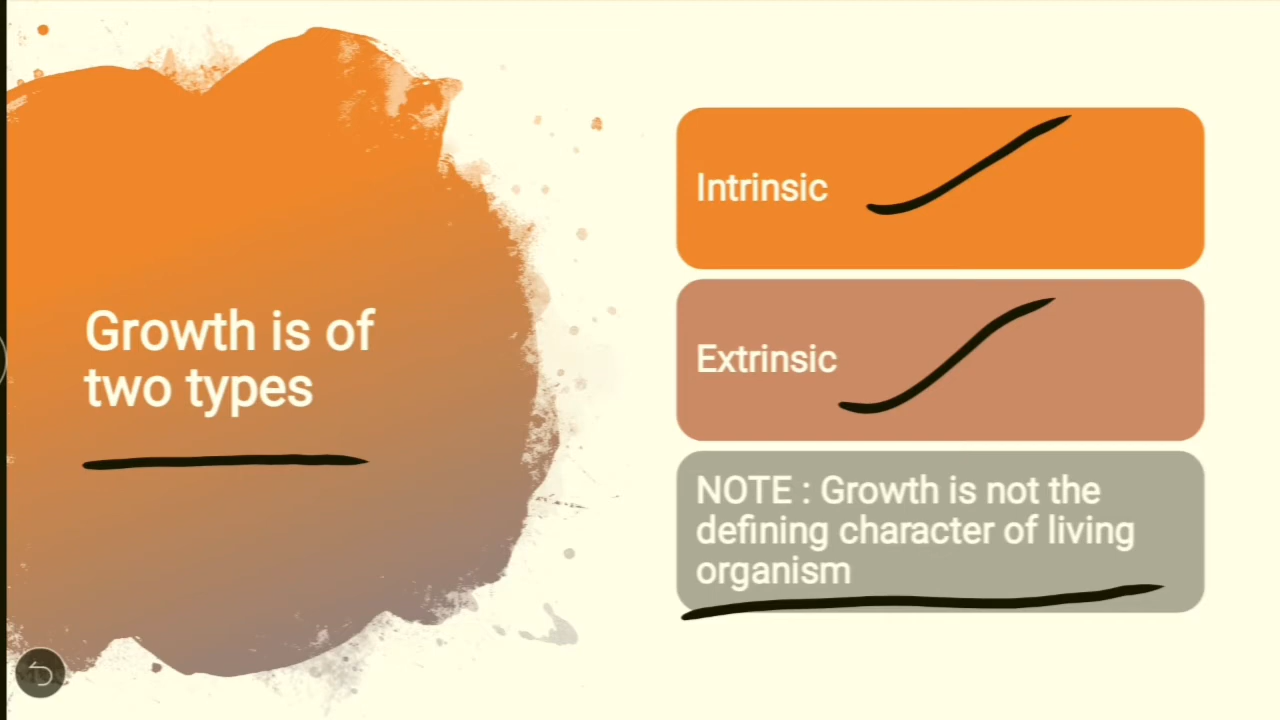 Growth is of
two types
Intrinsic
Extrinsic
NOTE : Growth is not the
defining character of living
organism